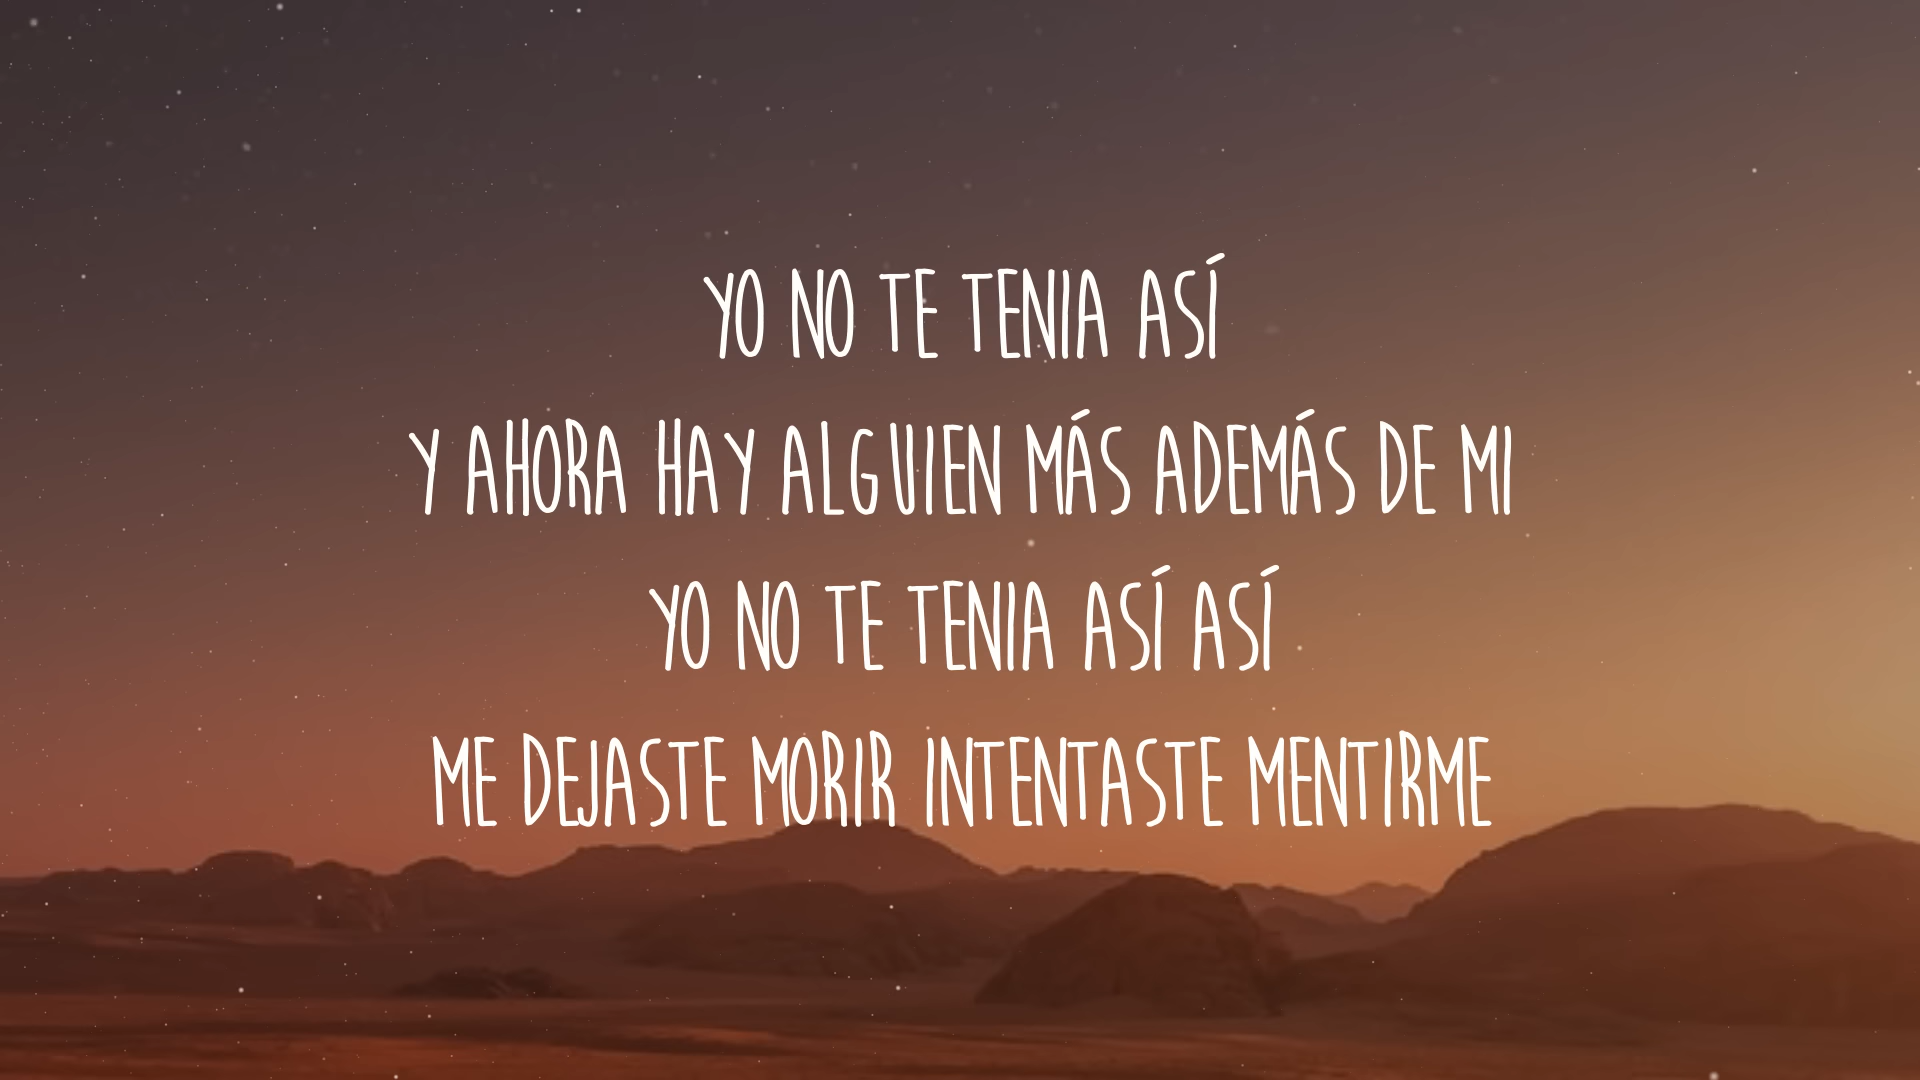 YO NO TE TENIA ASÍ
Y AHORA HAY ALGUIEN MÁS ADEMÁS DE MI
YO NO TE TENIA ASÍ ASÍ
ME DEJASTE MORIR INTENTASTE MENTIRME